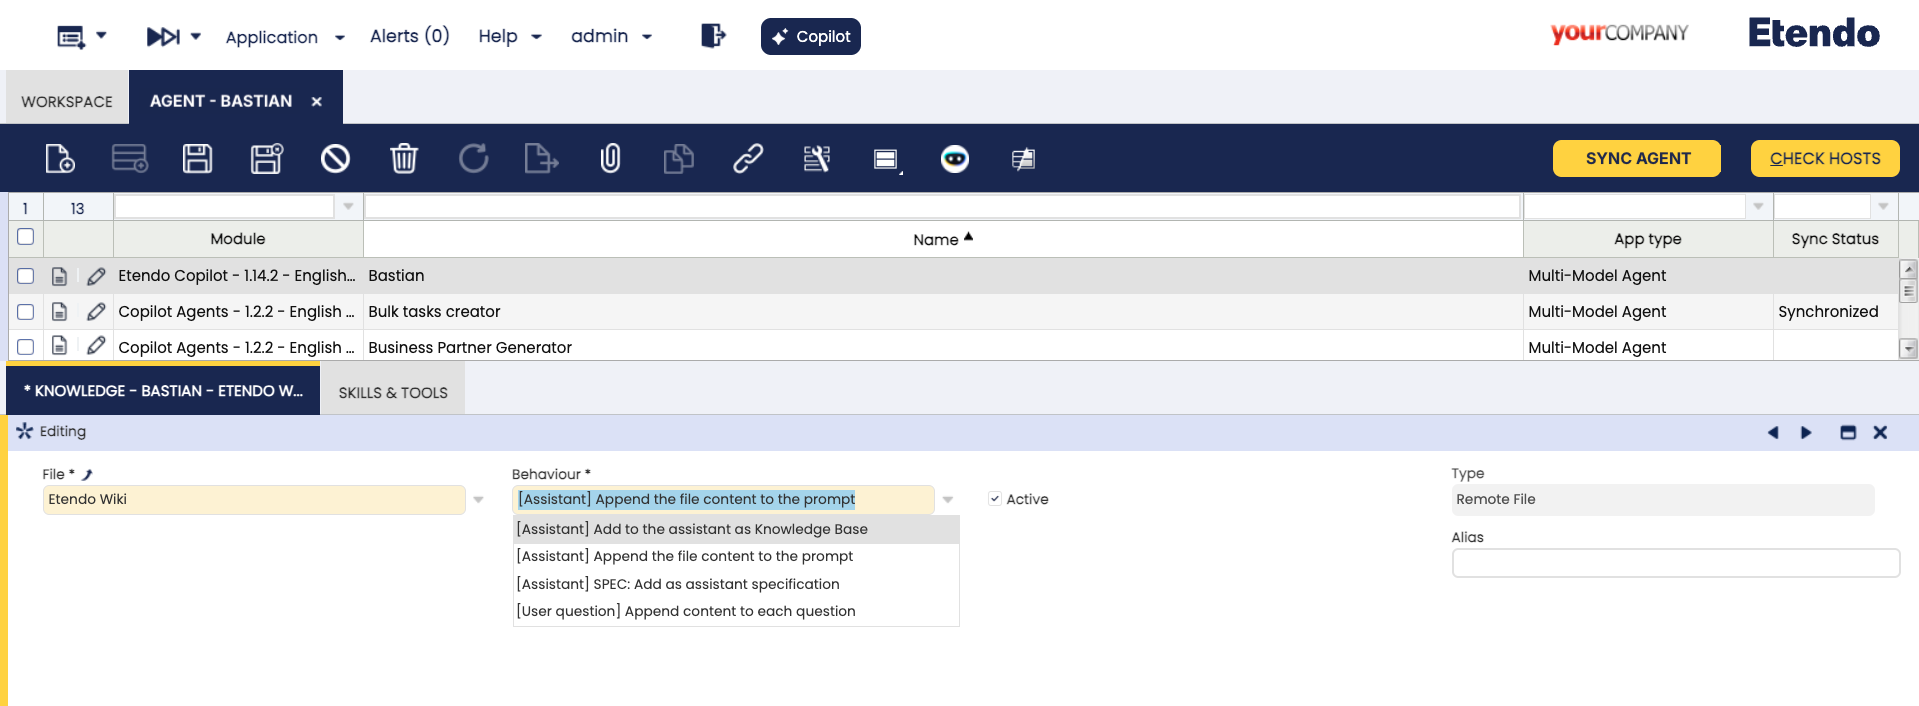 Application
Alerts (0)
Help
admin
Copilot
yourCOMPANY
Etendo
WORKSPACE
AGENT - BASTIAN
SYNC AGENT
CHECK HOSTS
1 13
Module Name App type Sync Status
Etendo Copilot - 1.14.2 - English... Bastian Multi-Model Agent
Copilot Agents - 1.2.2 - English ... Bulk tasks creator Multi-Model Agent Synchronized
Copilot Agents - 1.2.2 - English ... Business Partner Generator Multi-Model Agent
* KNOWLEDGE - BASTIAN - ETENDO W...
SKILLS & TOOLS
Editing
File *
Etendo Wiki
Behaviour *
[Assistant] Append the file content to the prompt
[Assistant] Add to the assistant as Knowledge Base
[Assistant] Append the file content to the prompt
[Assistant] SPEC: Add as assistant specification
[User question] Append content to each question
Active
Type
Remote File
Alias